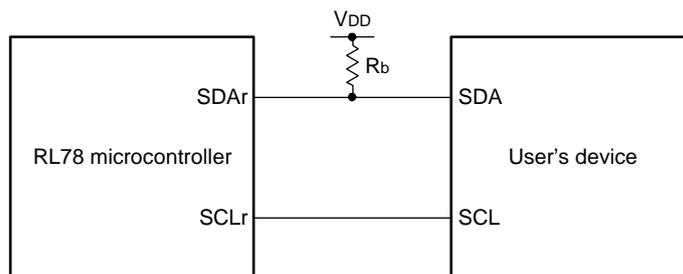 VDD
Rb
SDAr
SDA
RL78 microcontroller
User's device
SCLr
SCL